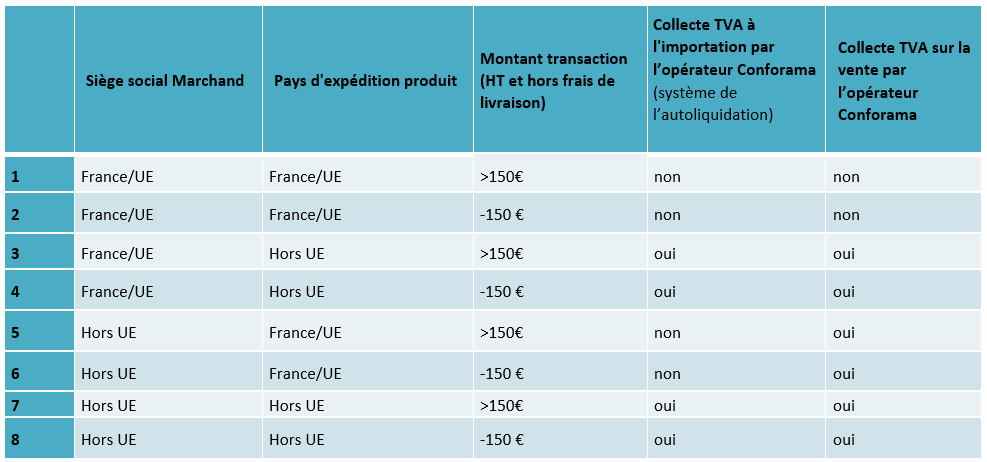 Siège social Marchand
Pays d'expédition produit
Montant transaction
(HT et hors frais de
livraison)
Collecte TVA à
l'importation par
l’opérateur Conforama
(système de
l’autoliquidation)
Collecte TVA sur la
vente par
l’opérateur
Conforama
1 France/UE France/UE >150€ non non
2 France/UE France/UE -150 € non non
3 France/UE Hors UE >150€ oui oui
4 France/UE Hors UE -150 € oui oui
5 Hors UE France/UE >150€ non oui
6 Hors UE France/UE -150 € non oui
7 Hors UE Hors UE >150€ oui oui
8 Hors UE Hors UE -150 € oui oui